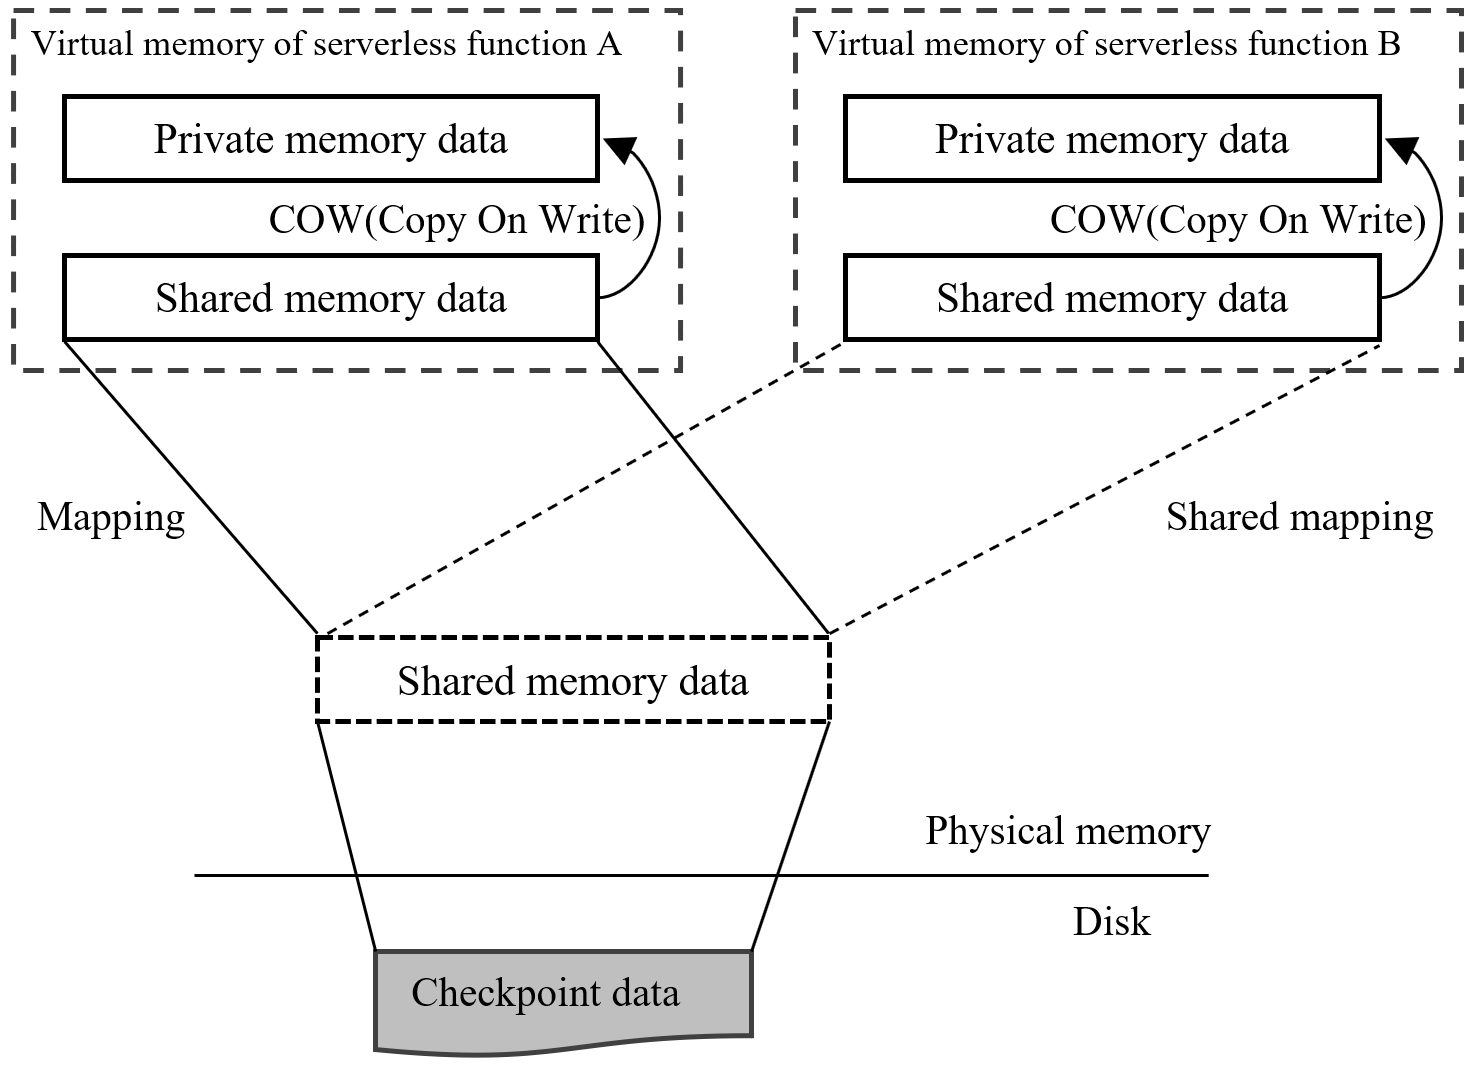 Virtual memory of serverless function A
Private memory data
COW(Copy On Write)
Shared memory data
Virtual memory of serverless function B
Private memory data
COW(Copy On Write)
Shared memory data
Mapping
Shared mapping
Shared memory data
Physical memory
Disk
Checkpoint data